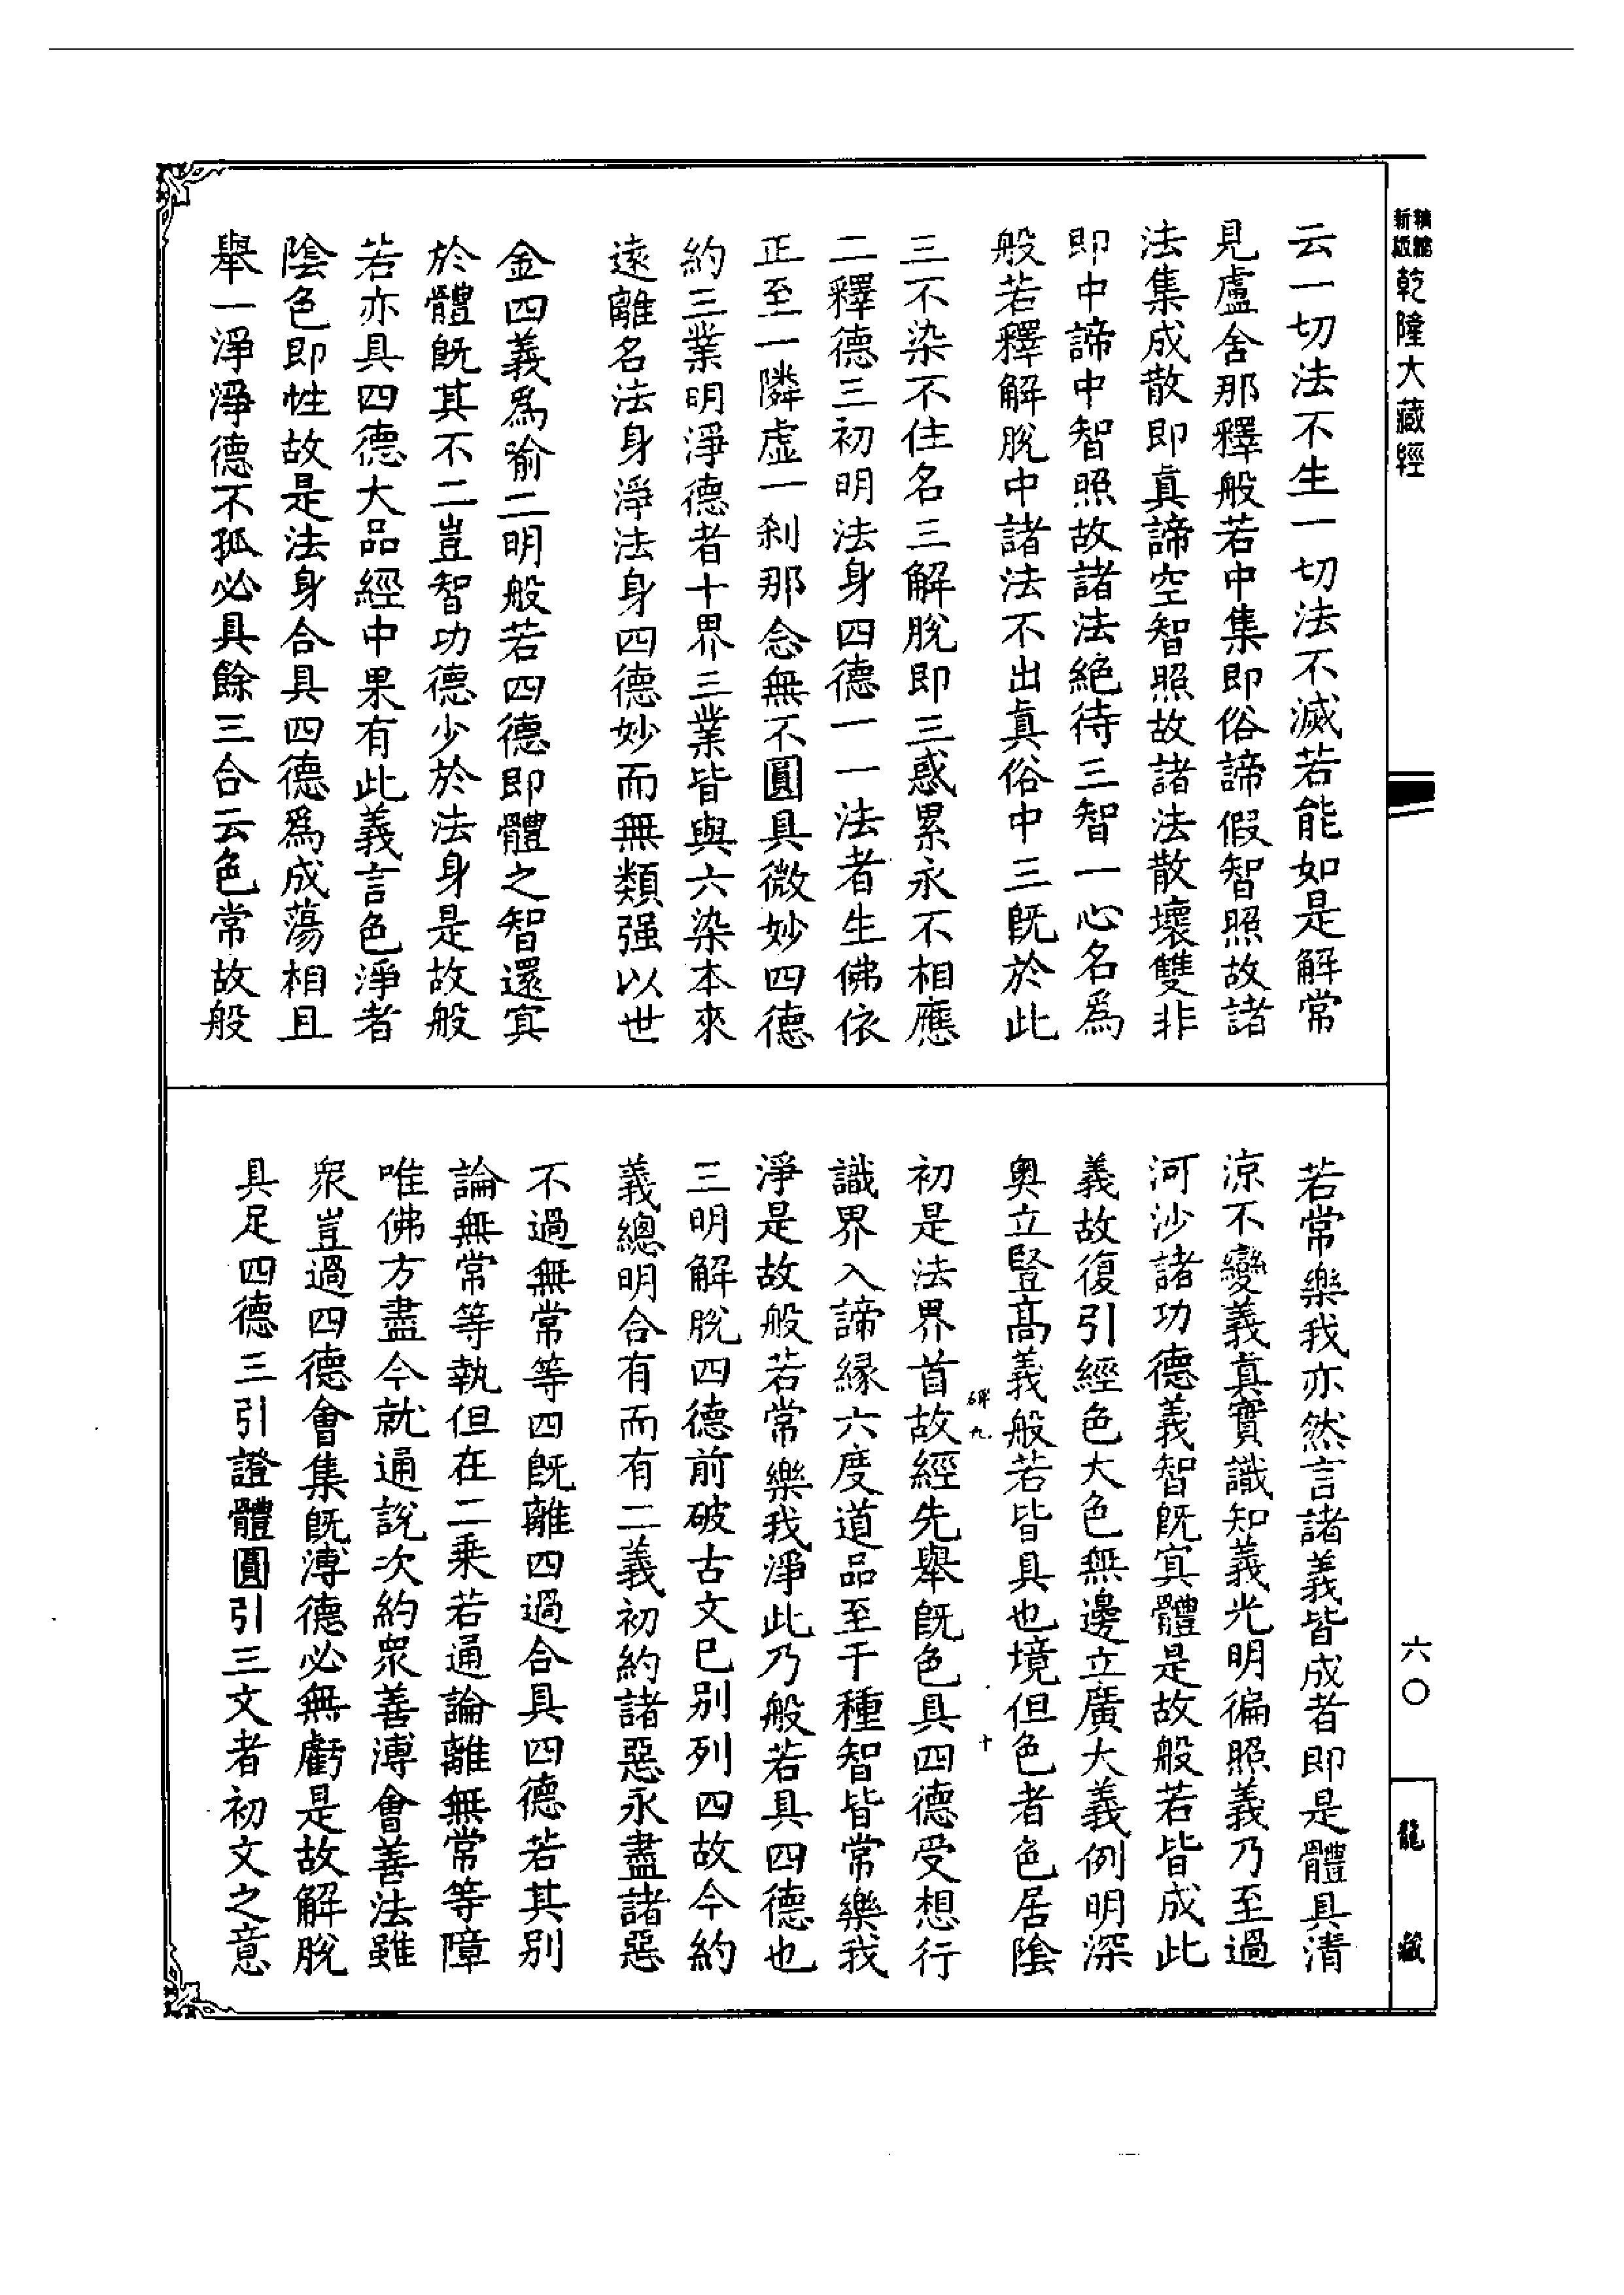 精縮
新版
乾隆大藏經
云一切法不生一切法不滅若能如是解常
見盧舍那釋般若中集即俗諦假智照故諸
法集成散即真諦空智照故諸法散壞雙非
即中諦中智照故諸法絕待三智一心名為
般若釋解脫中諸法不出真俗中三既於此
三不染不住名三解脫即三惑累永不相應
二釋德三初明法身四德一一法者生佛依
正至一隣虛一刹那念無不圓具微妙四德
約三業明淨德者十界三業皆與六染本來
遠離名法身淨法身四德妙而無類强以世
金四義為喻二明般若四德即體之智還冥
於體既其不二豈智功德少於法身是故般
若亦具四德大品經中果有此義言色淨者
陰色即性故是法身合具四德為成蕩相且
舉一淨淨德不孤必具餘三合云色常故般
若常樂我亦然言諸義皆成者即是體具清
涼不變義真實識知義光明徧照義乃至過
河沙諸功德義智既冥體是故般若皆成此
義故復引經色大色無邊立廣大義例明深
奧立豎高義般若皆具也境但色者色居陰
初是法界首故經先舉既色具四德受想行
識界入諦緣六度道品至千種智皆常樂我
淨是故般若常樂我淨此乃般若具四德也
三明解脫四德前破古文已別列四故今約
義總明合有而有二義初約諸惡永盡諸惡
不過無常等四既離四過合具四德若其別
論無常等執但在二乘若通論離無常等障
唯佛方盡今就通說次約眾善溥會善法雖
眾豈過四德會集既溥德必無虧是故解脫
具足四德三引證體圓引三文者初文之意
六〇
龍藏